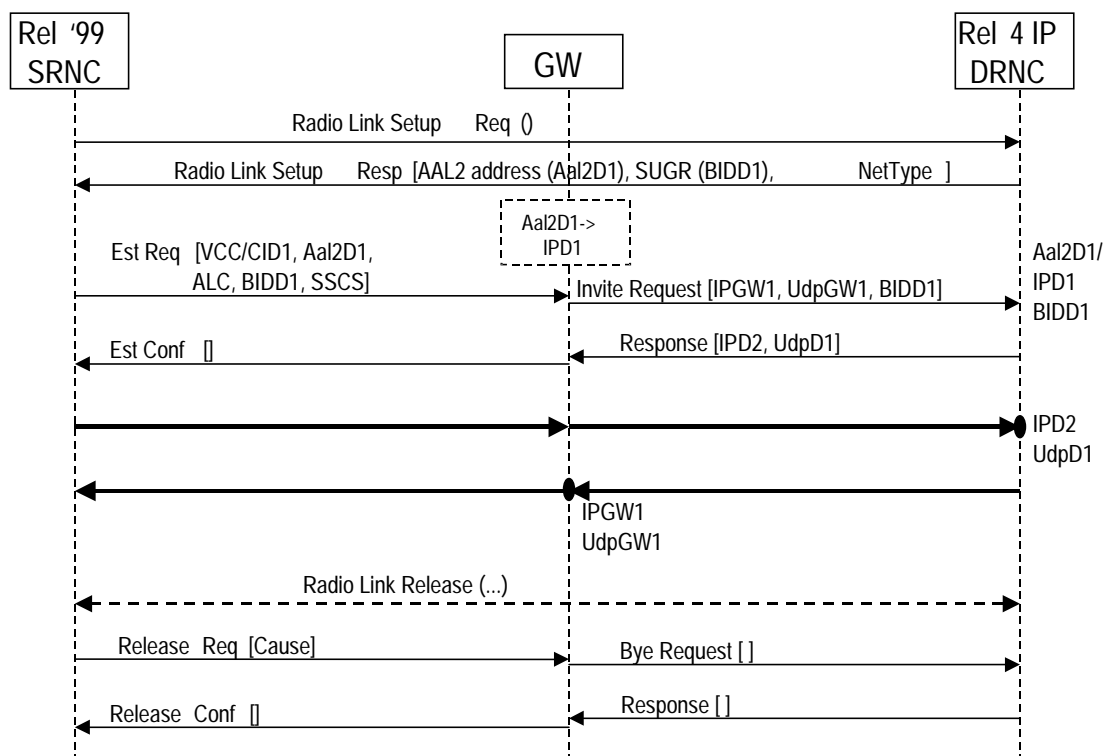 Rel '99
SRNC
GW
Rel 4 IP
DRNC
Radio Link Setup Req ()
Radio Link Setup Resp [AAL2 address (Aal2D1), SUGR (BIDD1), NetType ]
Aal2D1->
IPD1
Est Req [VCC/CID1, Aal2D1,
ALC, BIDD1, SSCS]
Invite Request [IPGW1, UdpGW1, BIDD1]
Aal2D1/
IPD1
BIDD1
Est Conf []
Response [IPD2, UdpD1]
IPD2
UdpD1
IPGW1
UdpGW1
Radio Link Release (...)
Release Req [Cause]
Bye Request [ ]
Release Conf []
Response [ ]